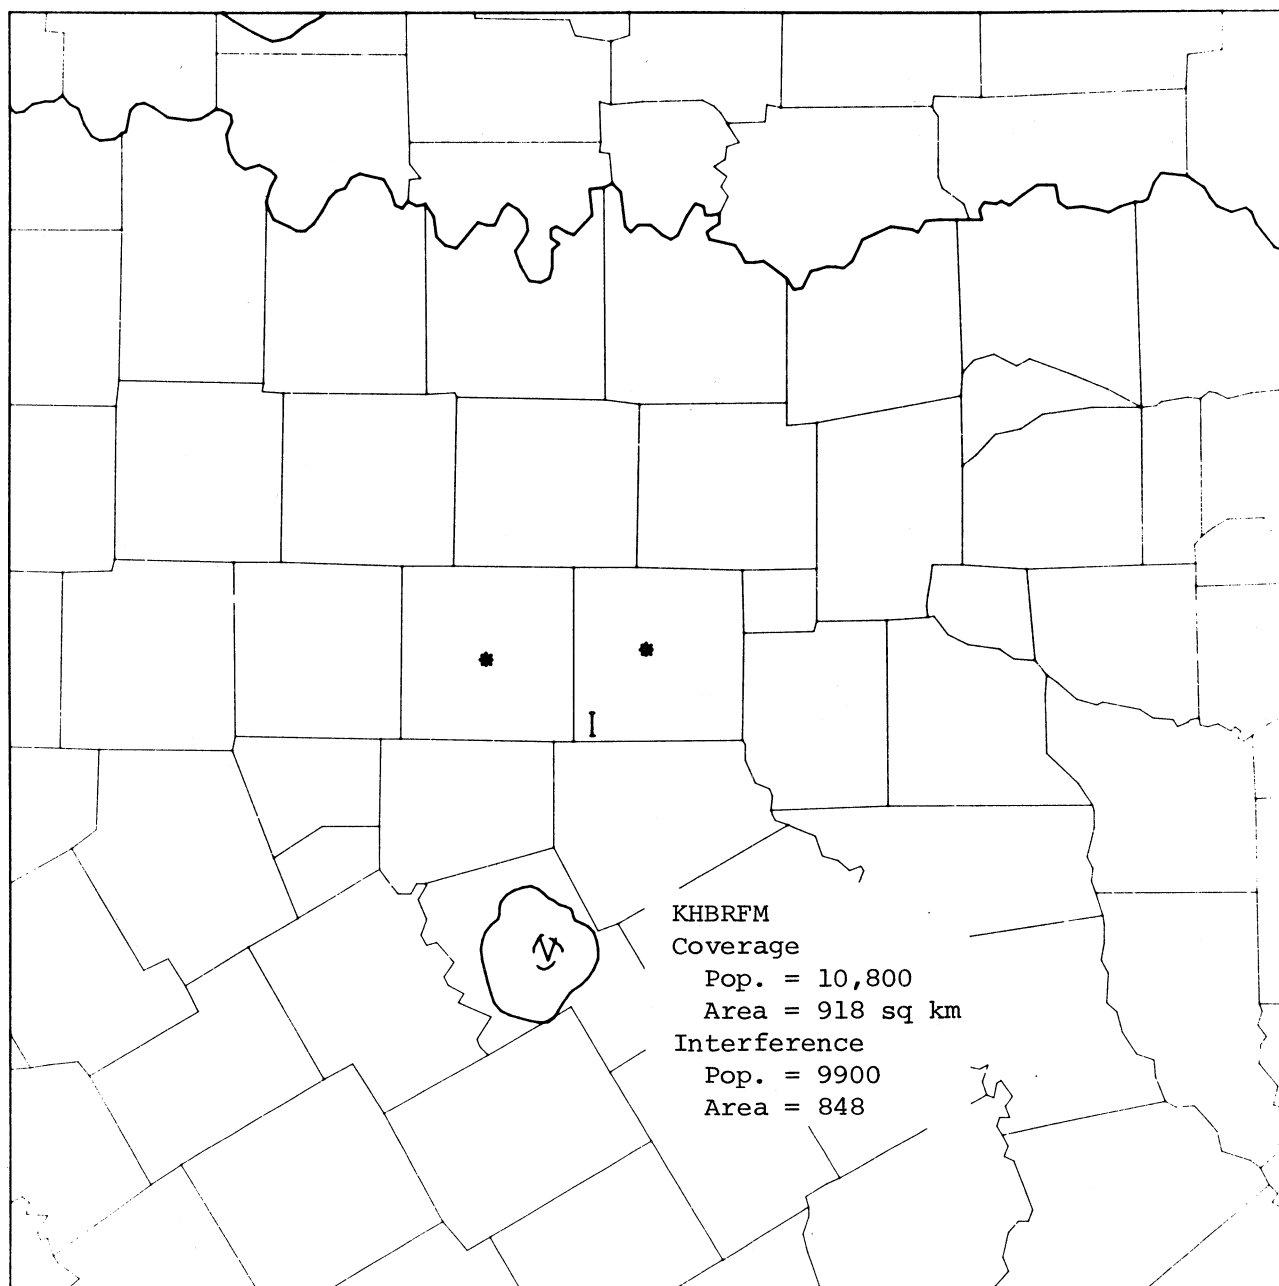 I
KHBRFM
Coverage
Pop. = 10,800
Area = 918 sq km
Interference
Pop. = 9900
Area = 848